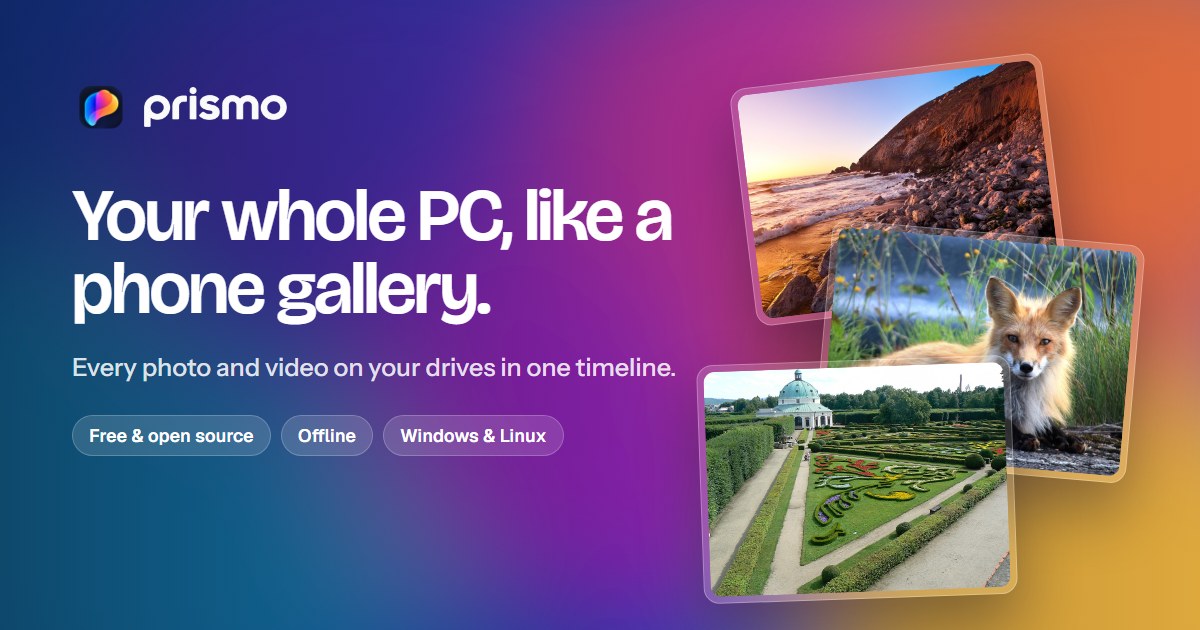 prismo
Your whole PC, like a
phone gallery.
Every photo and video on your drives in one timeline.
Free & open source
Offline
Windows & Linux